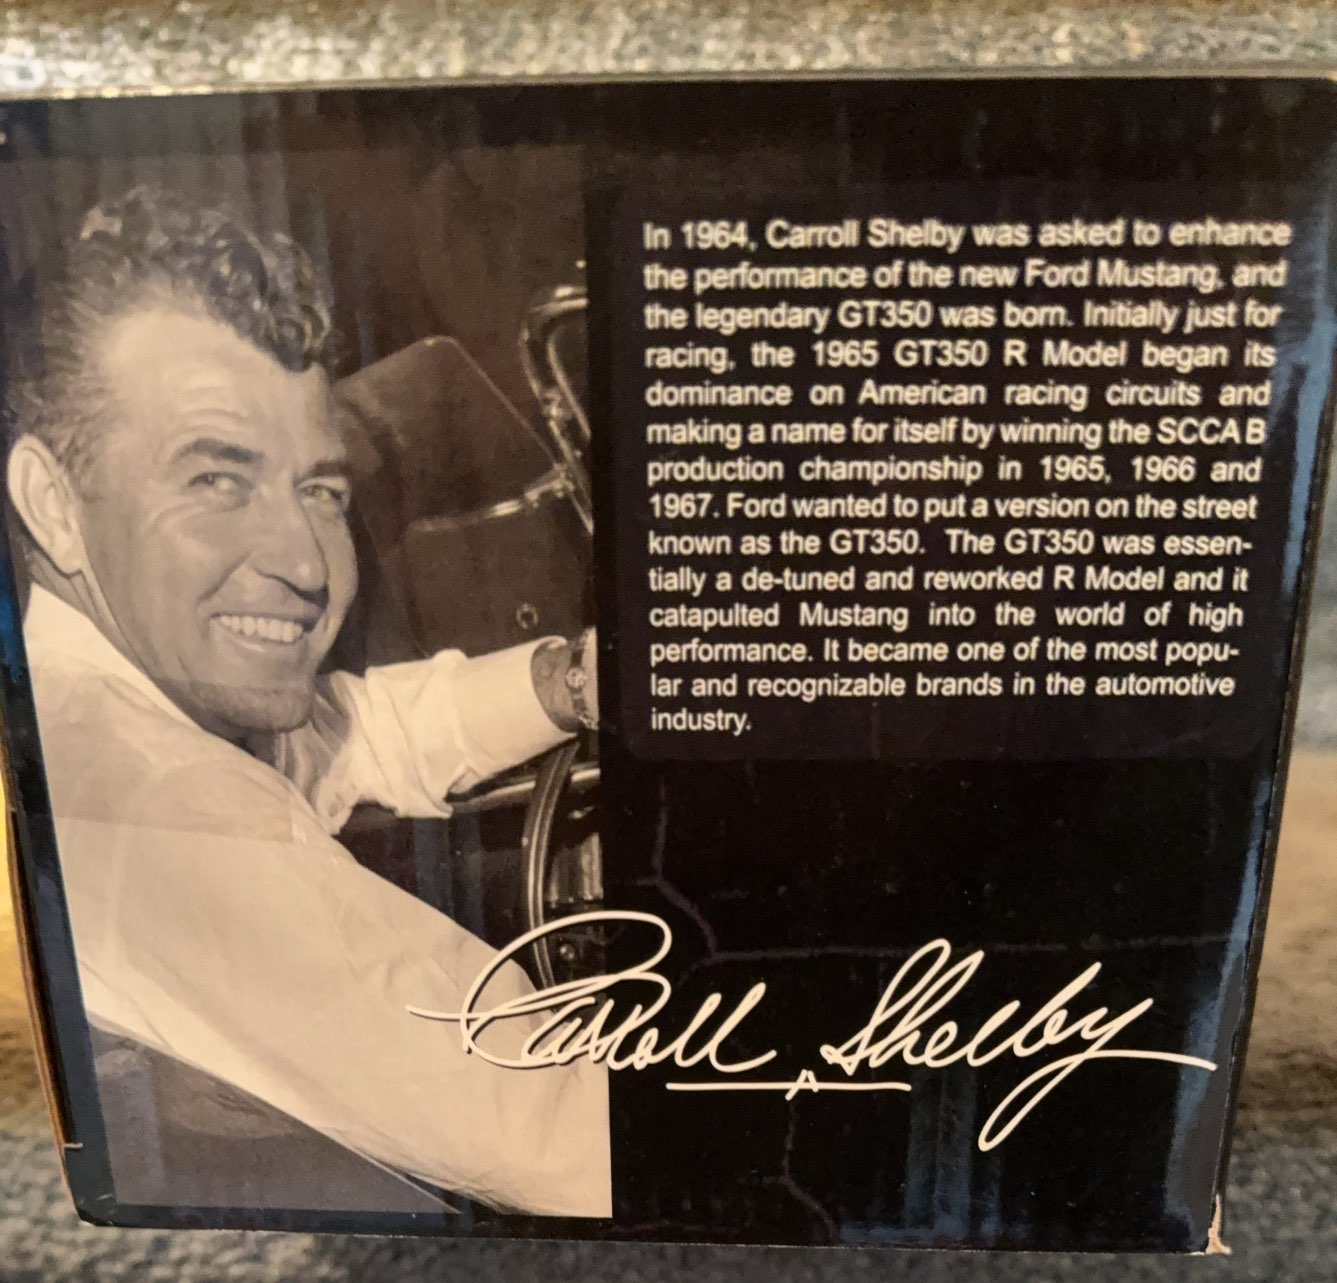 In 1964, Carroll Shelby was asked to enhance
the performance of the new Ford Mustang, and
the legendary GT350 was born. Initially just for
racing, the 1965 GT350 R Model began its
dominance on American racing circuits and
making a name for itself by winning the SCCA B
production championship in 1965, 1966 and
1967. Ford wanted to put a version on the street
known as the GT350. The GT350 was essen-
tially a de-tuned and reworked R Model and it
catapulted Mustang into the world of high
performance. It became one of the most popu-
lar and recognizable brands in the automotive
industry.
Carroll Shelby